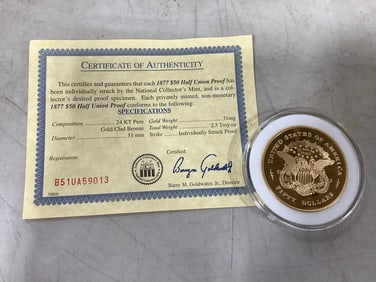 CERTIFICATE OF AUTHENTICITY
This certifies and guarantees that each 1877 $50 Half Union Proof has
been individually struck by the National Collector's Mint, and is a col-
lector's desired proof specimen. Each privately minted, non-monetary
1877 $50 Half Union Proof conforms to the following:
SPECIFICATIONS
Composition 24 KT Pure Gold Weight 31mg
Gold Clad Bronze Total Weight 2.5 Troy oz
Diameter 51 mm Strike Individually Struck Proof
Registration: Certified:
B51UA59013
Barry M. Goldwater, Jr., Director
UNITED STATES OF AMERICA
FIFTY DOLLARS